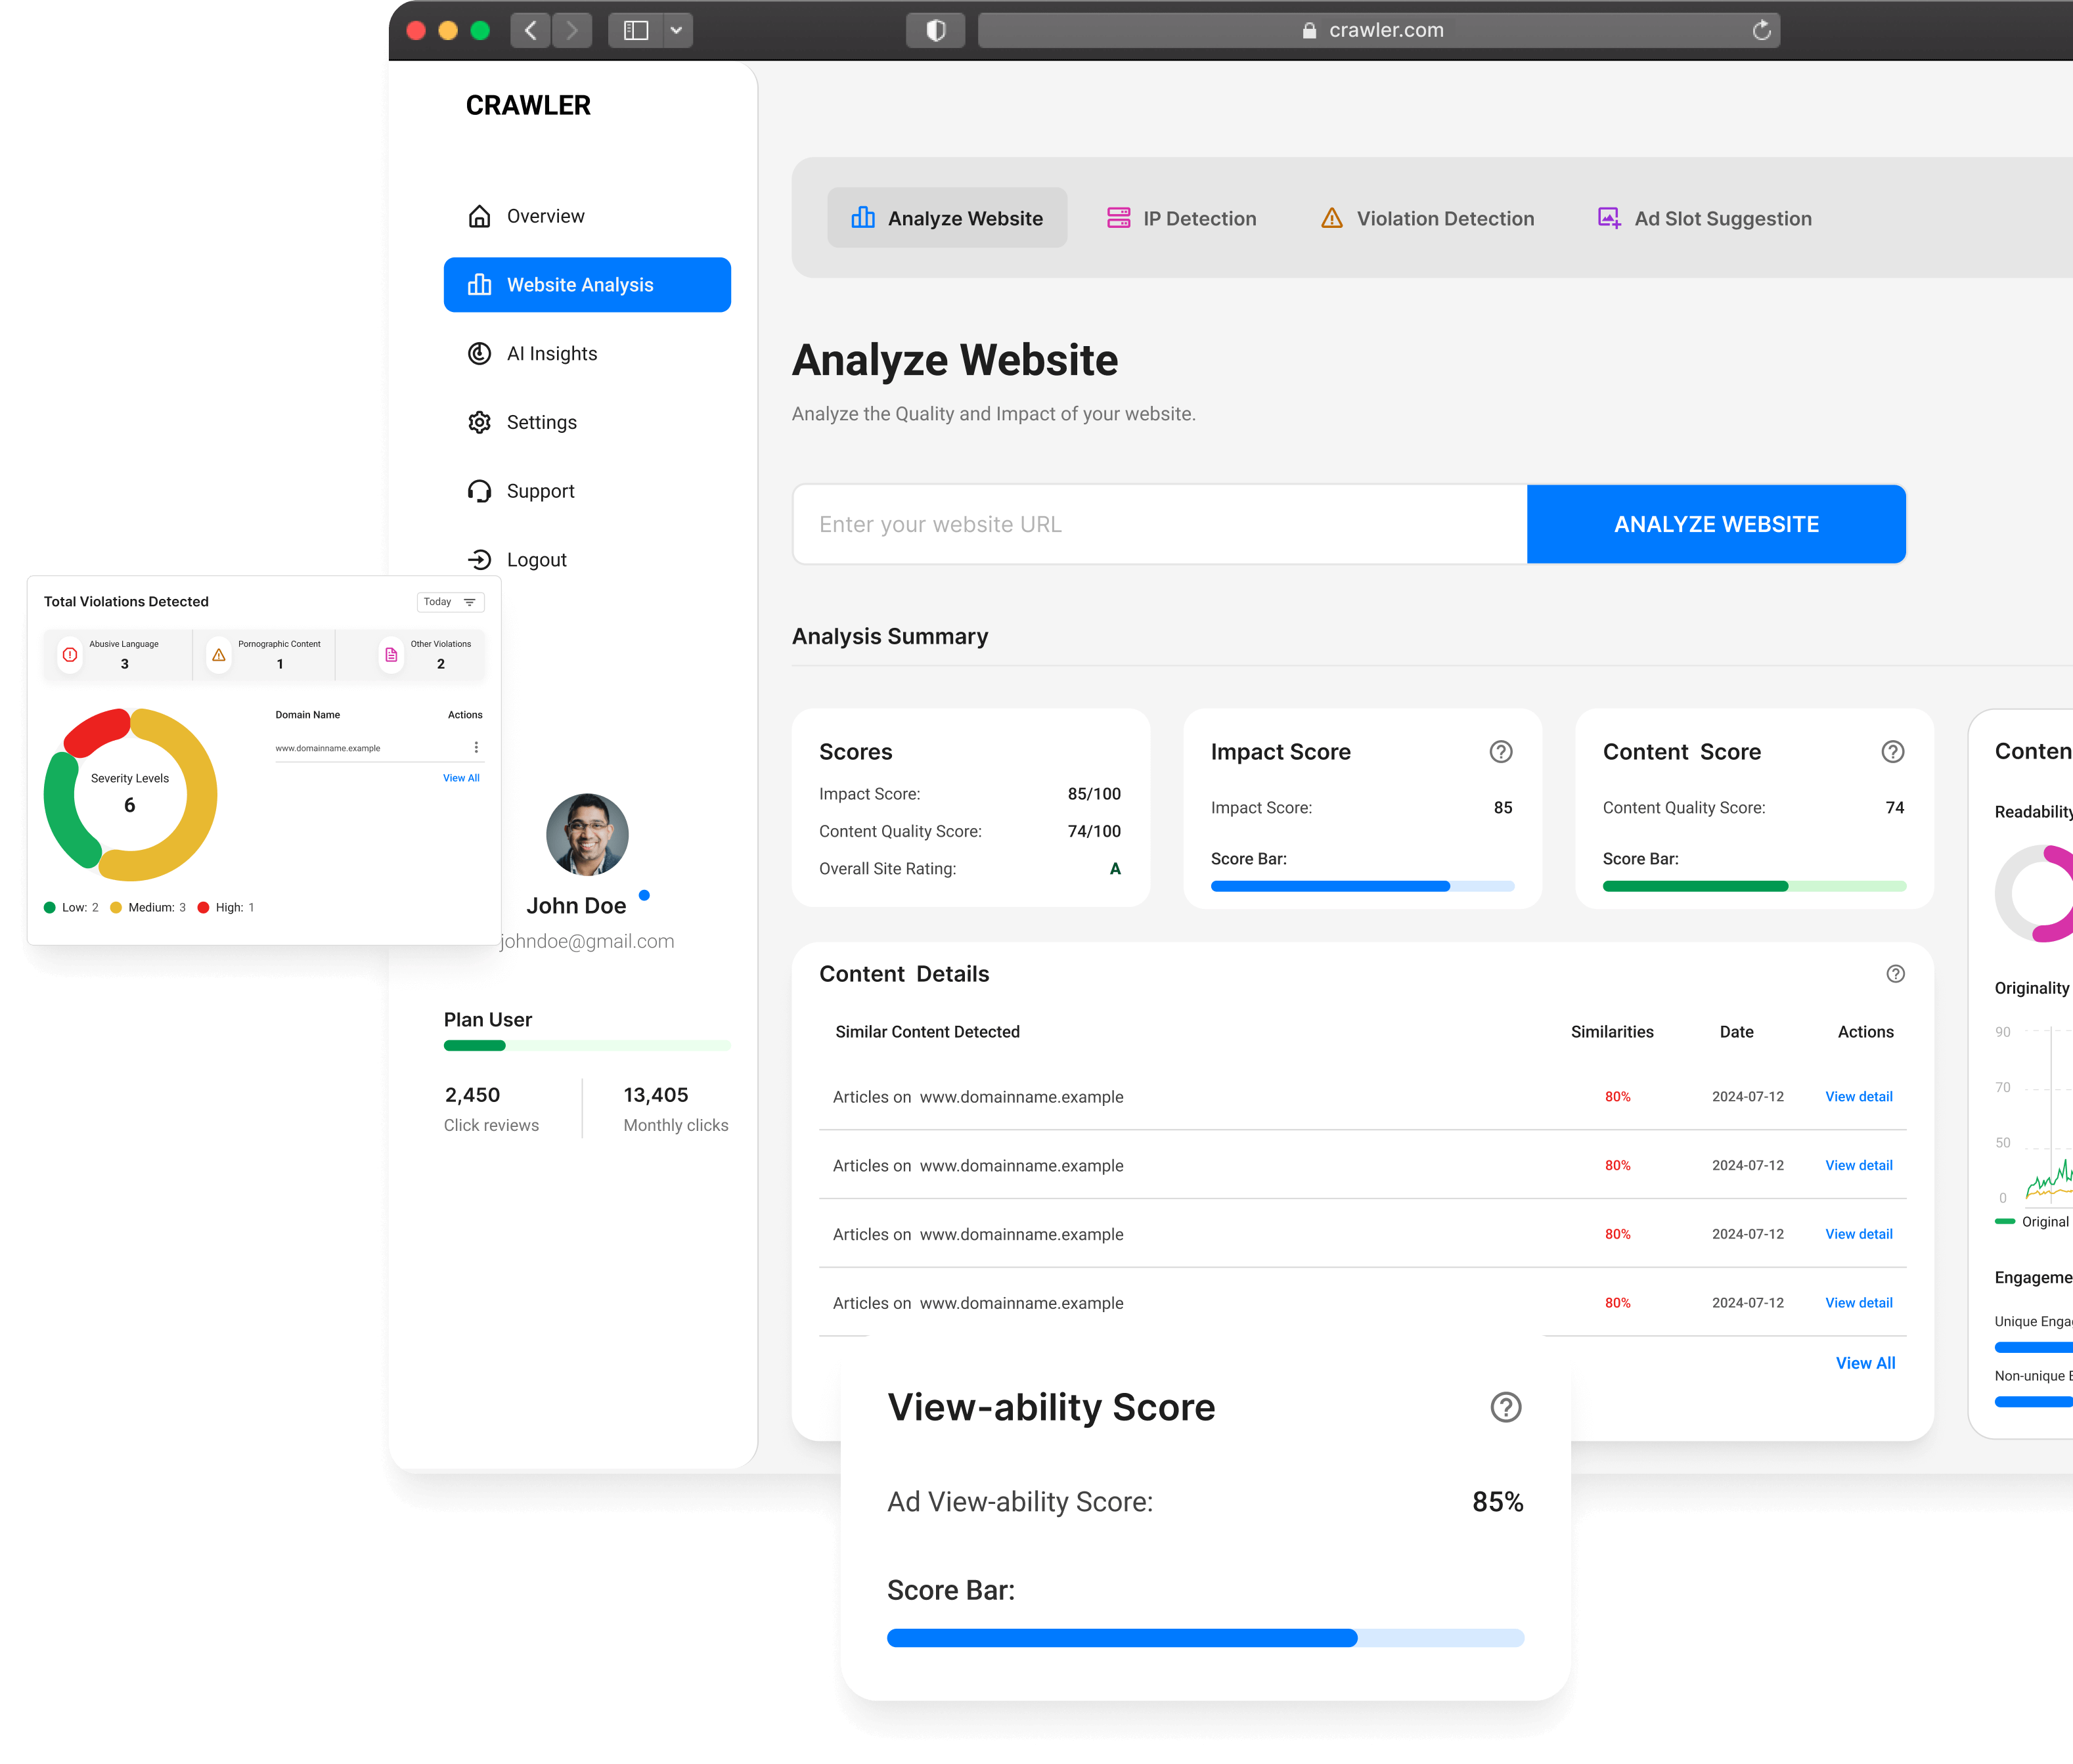 crawler.com
CRAWLER
Overview
Website Analysis
AI Insights
Settings
Support
Logout
Analyze Website
IP Detection
Violation Detection
Ad Slot Suggestion
Analyze Website
Analyze the Quality and Impact of your website.
Enter your website URL
ANALYZE WEBSITE
Analysis Summary
Total Violations Detected
Today
Abusive Language
3
Pornographic Content
1
Other Violations
2
Severity Levels
6
Domain Name Actions
www.domainname.example
View All
Low: 2 Medium: 3 High: 1
John Doe
johndoe@gmail.com
Plan User
2,450
Click reviews
13,405
Monthly clicks
Scores
Impact Score: 85/100
Content Quality Score: 74/100
Overall Site Rating: A
Impact Score
Impact Score: 85
Score Bar:
Content Score
Content Quality Score: 74
Score Bar:
Content Details
Similar Content Detected Similarities Date Actions
Articles on www.domainname.example 80% 2024-07-12 View detail
Articles on www.domainname.example 80% 2024-07-12 View detail
Articles on www.domainname.example 80% 2024-07-12 View detail
Articles on www.domainname.example 80% 2024-07-12 View detail
View All
View-ability Score
Ad View-ability Score: 85%
Score Bar:
Conten
Readability
Originality
90
70
50
0
Original
Engageme
Unique Enga
Non-unique